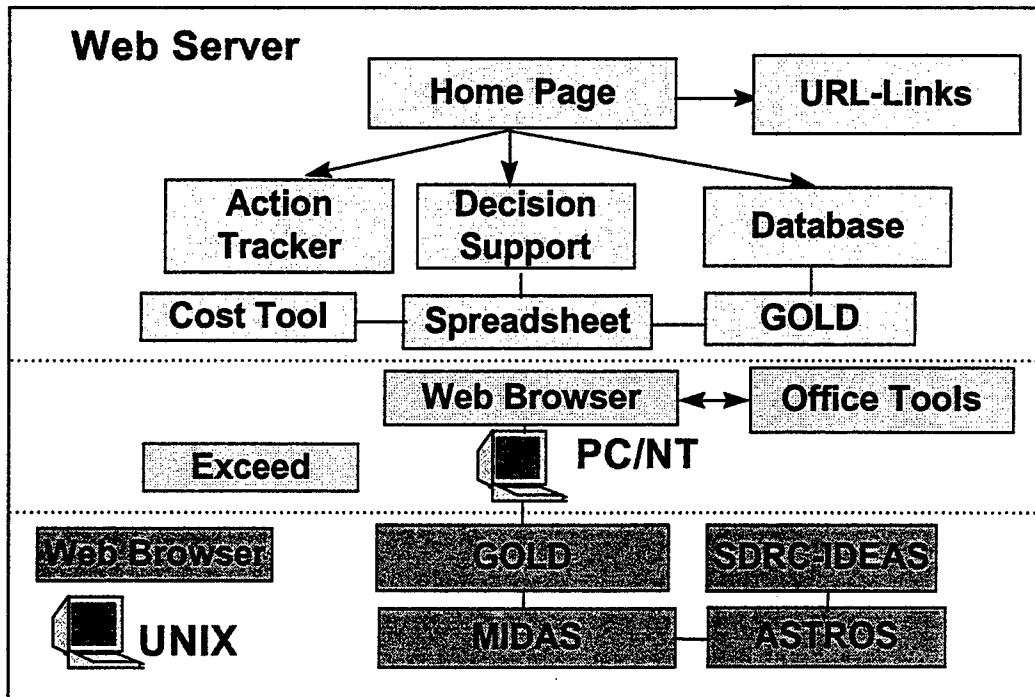 Web Server
Home Page
URL-Links
Action
Tracker
Decision
Support
Database
Cost Tool
Spreadsheet
GOLD
Web Browser
Office Tools
PC/NT
Exceed
Web Browser
GOLD
SDRC-IDEAS
UNIX
MIDAS
ASTROS